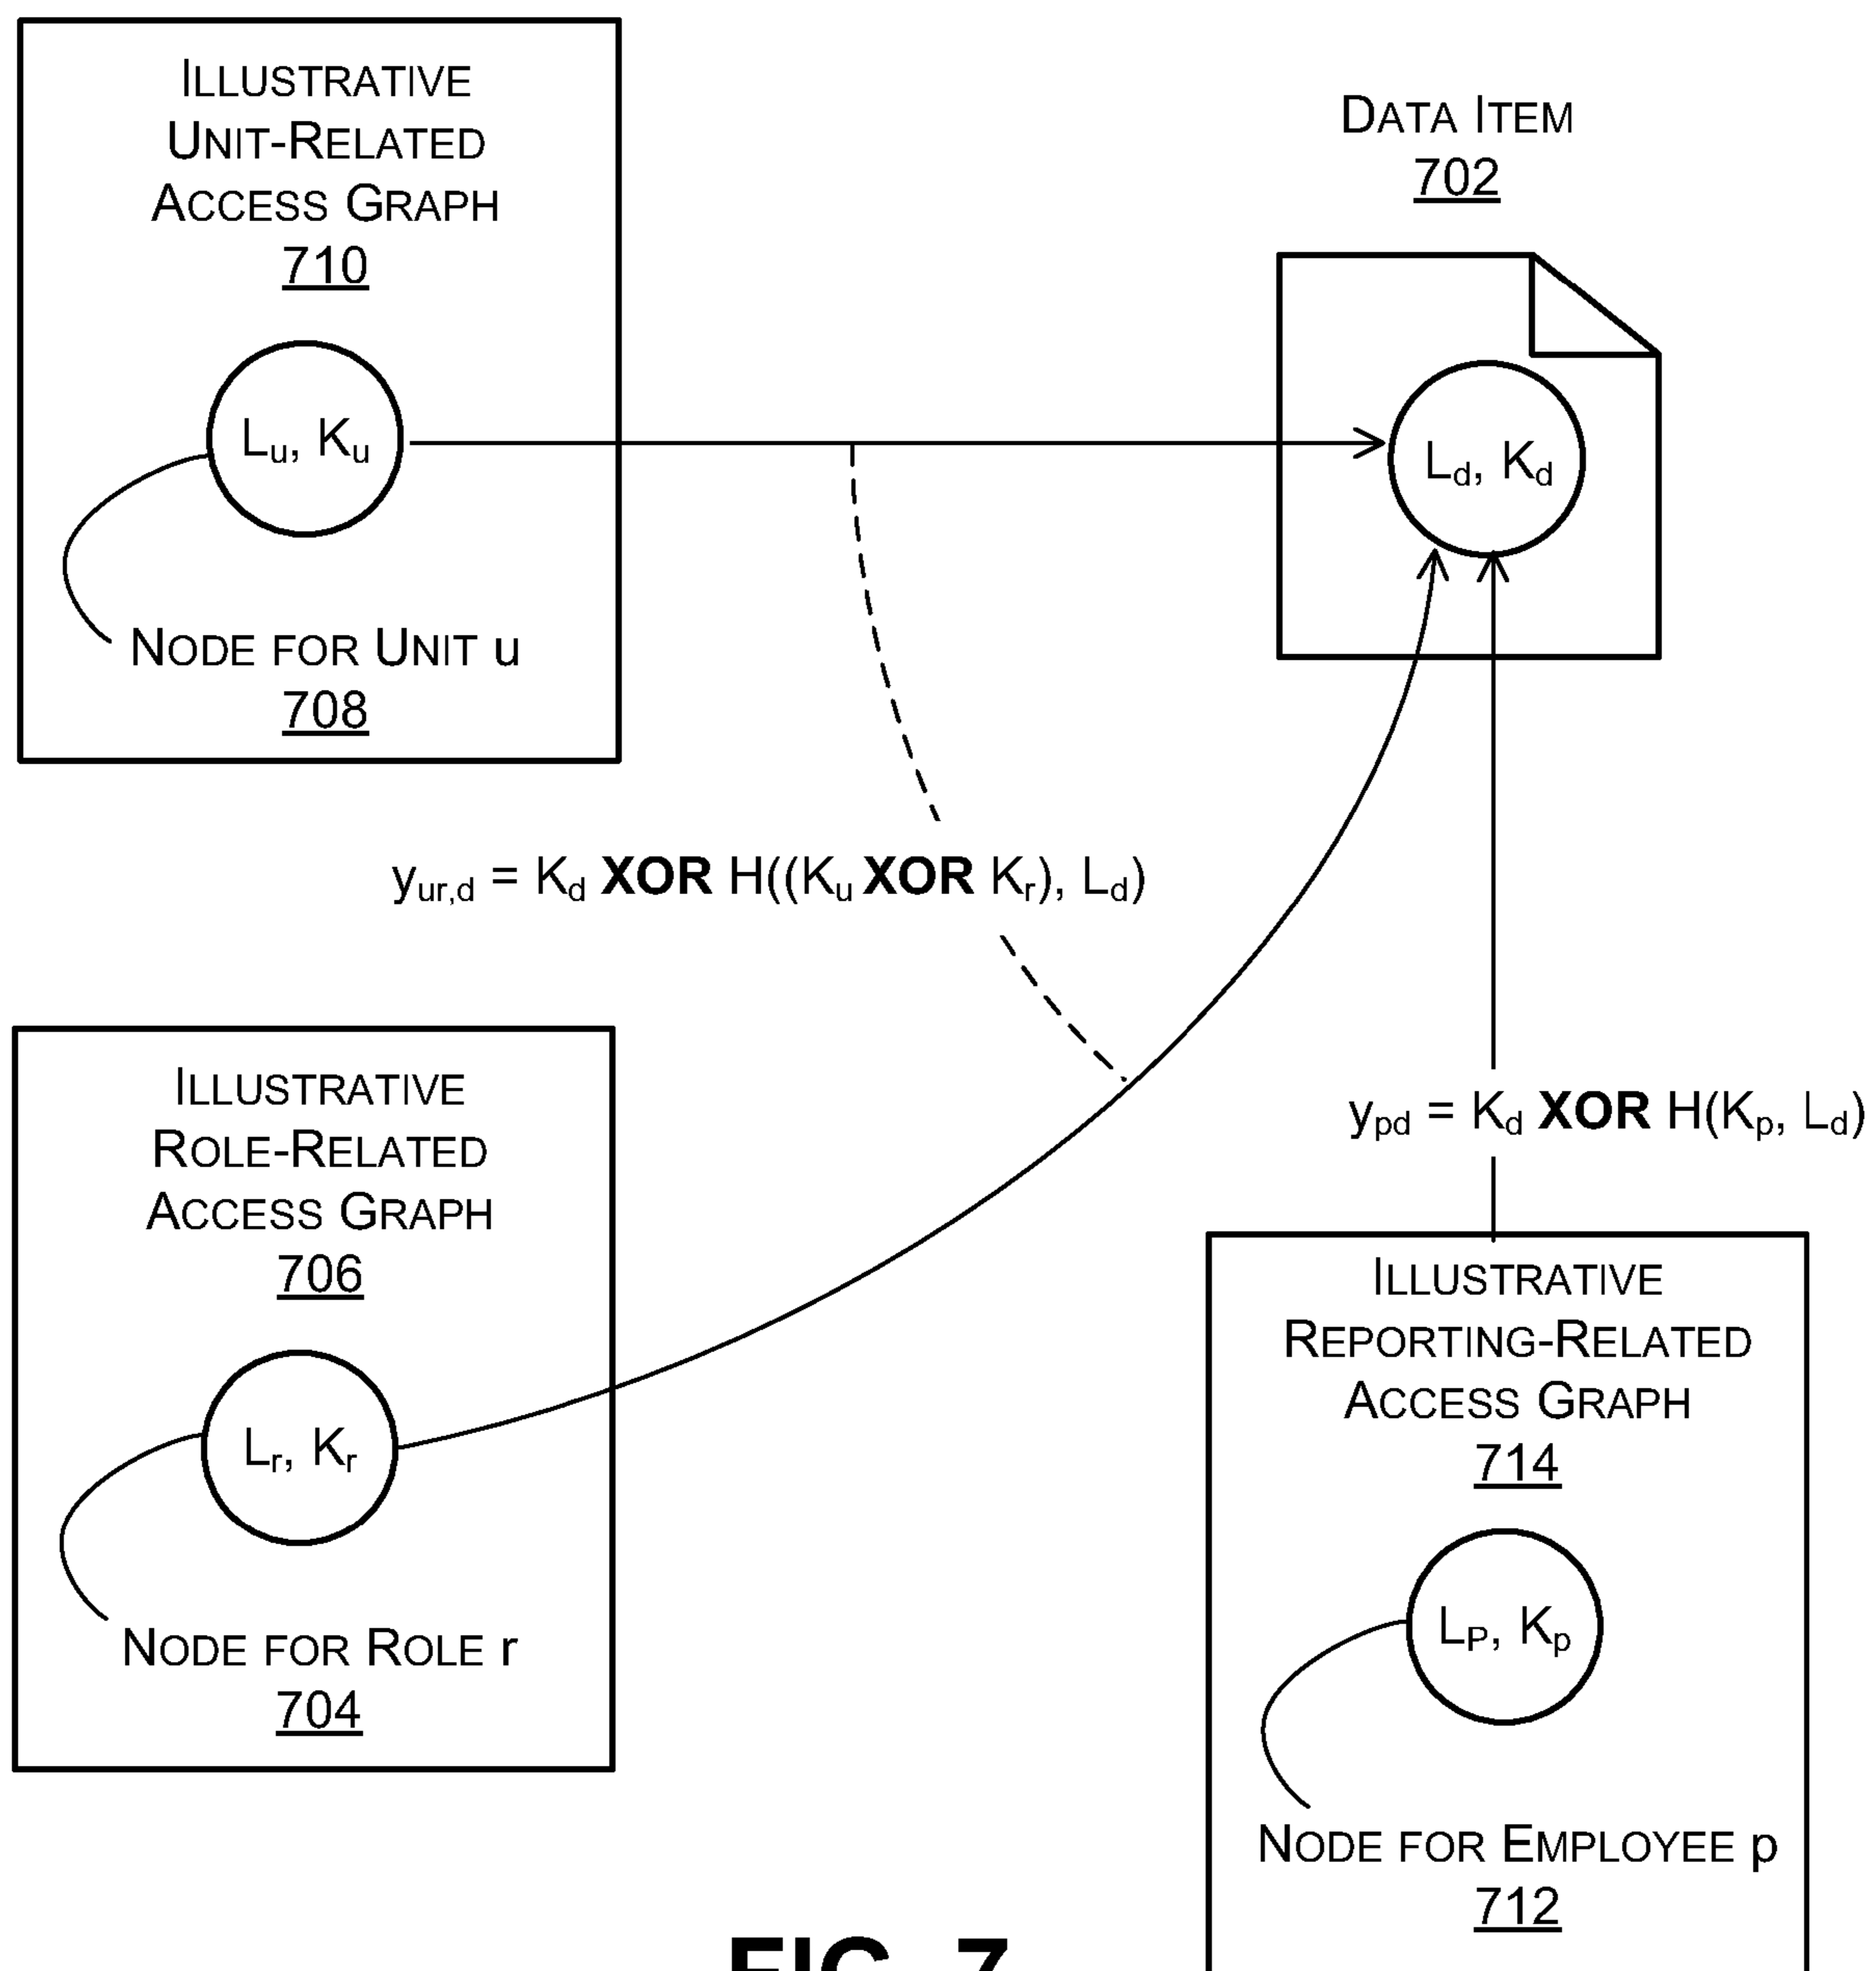 ILLUSTRATIVE
UNIT-RELATED
ACCESS GRAPH
710
Lu, Ku
NODE FOR UNIT u
708
DATA ITEM
702
Ld, Kd
yur,d = Kd XOR H((Ku XOR Kr), Ld)
ILLUSTRATIVE
ROLE-RELATED
ACCESS GRAPH
706
Lr, Kr
NODE FOR ROLE r
704
ypd = Kd XOR H(Kp, Ld)
ILLUSTRATIVE
REPORTING-RELATED
ACCESS GRAPH
714
LP, Kp
NODE FOR EMPLOYEE p
712
FIG. 7